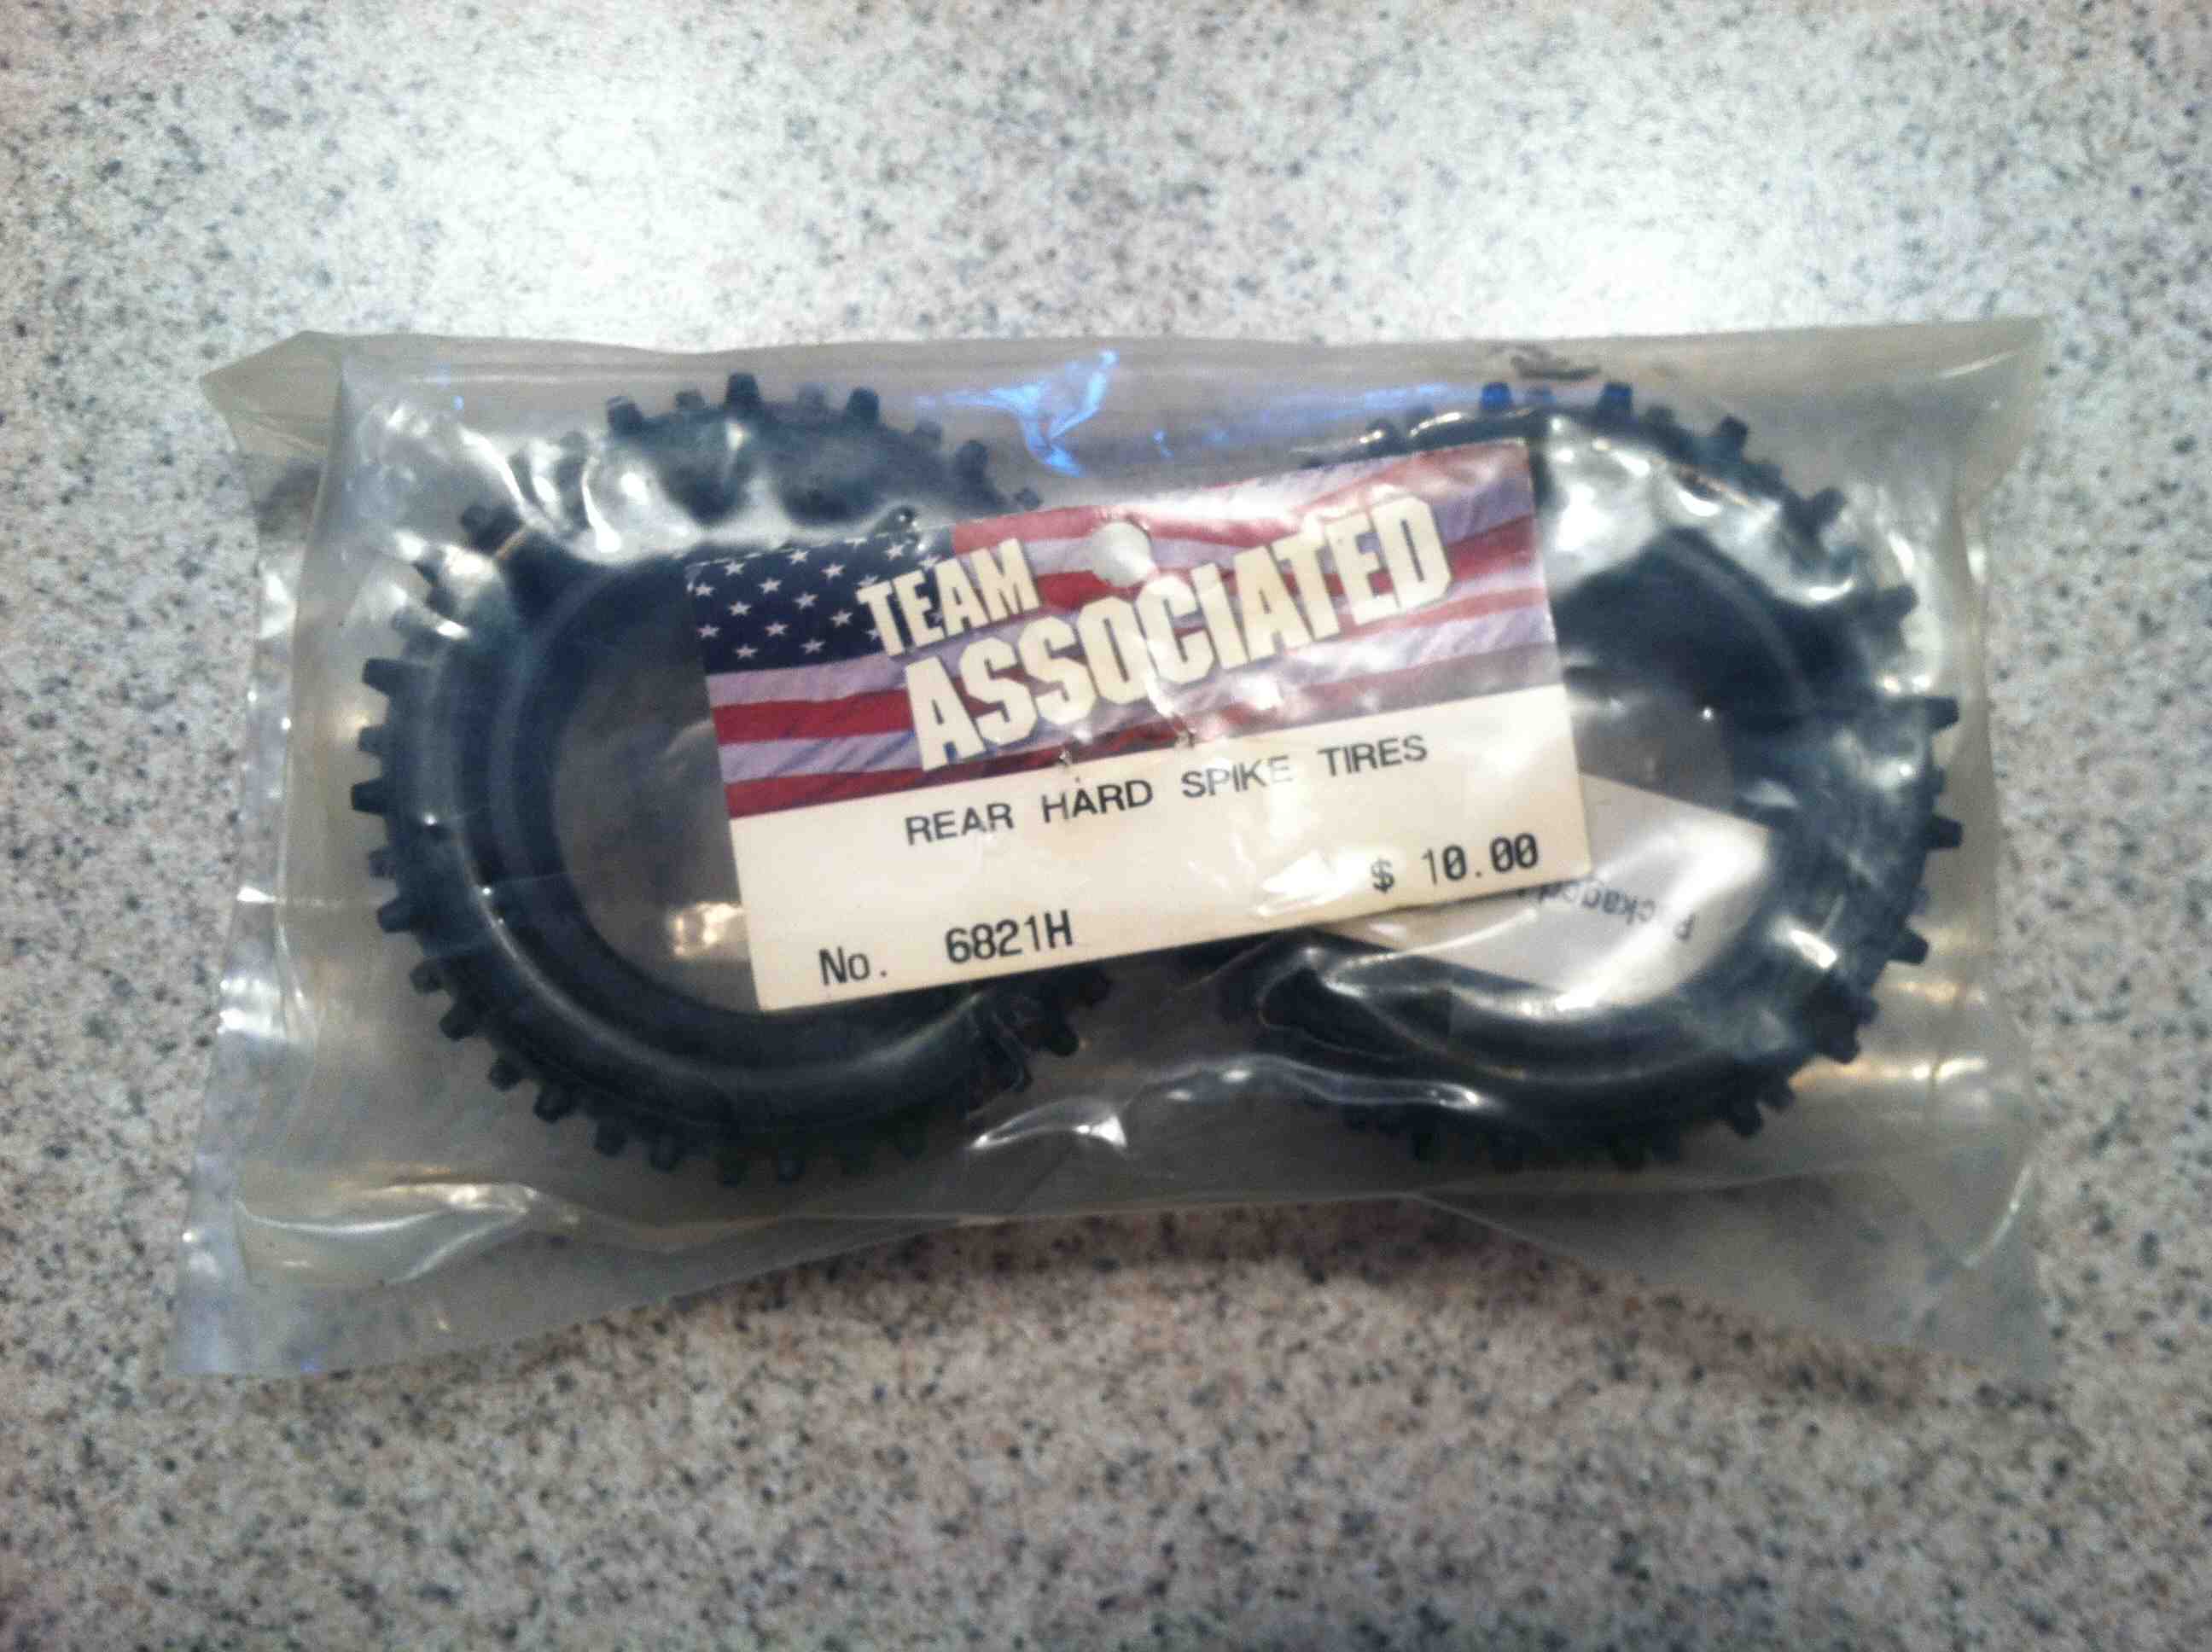 TEAM
ASSOCIATED
REAR HARD SPIKE TIRES
$ 10.00
No. 6821H